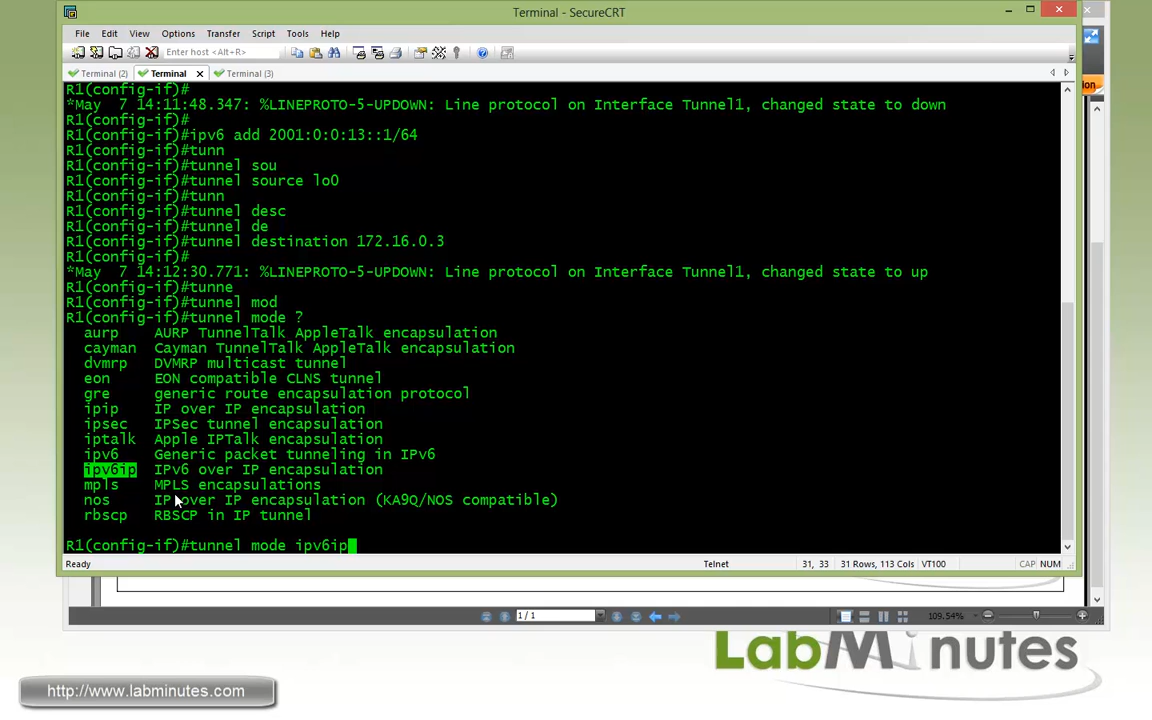 Terminal - SecureCRT
File Edit View Options Transfer Script Tools Help
Enter host <Alt+R>
Terminal (2) Terminal Terminal (3)
R1(config-if)#
*May  7 14:11:48.347: %LINEPROTO-5-UPDOWN: Line protocol on Interface Tunnel1, changed state to down
R1(config-if)#
R1(config-if)#ipv6 add 2001:0:0:13::1/64
R1(config-if)#tunn
R1(config-if)#tunnel sou
R1(config-if)#tunnel source lo0
R1(config-if)#tunn
R1(config-if)#tunnel desc
R1(config-if)#tunnel de
R1(config-if)#tunnel destination 172.16.0.3
R1(config-if)#
*May  7 14:12:30.771: %LINEPROTO-5-UPDOWN: Line protocol on Interface Tunnel1, changed state to up
R1(config-if)#tunne
R1(config-if)#tunnel mod
R1(config-if)#tunnel mode ?
aurp AURP TunnelTalk AppleTalk encapsulation
cayman Cayman TunnelTalk AppleTalk encapsulation
dvmrp DVMRP multicast tunnel
eon EON compatible CLNS tunnel
gre generic route encapsulation protocol
ipip IP over IP encapsulation
ipsec IPSec tunnel encapsulation
iptalk Apple IPTalk encapsulation
ipv6 Generic packet tunneling in IPv6
ipv6ip IPv6 over IP encapsulation
mpls MPLS encapsulations
nos IP over IP encapsulation (KA9Q/NOS compatible)
rbscp RBSCP in IP tunnel
R1(config-if)#tunnel mode ipv6ip
Ready Telnet 31, 33 31 Rows, 113 Cols VT100 CAP NUM
1 / 1 109.54%
LabMinutes
http://www.labminutes.com